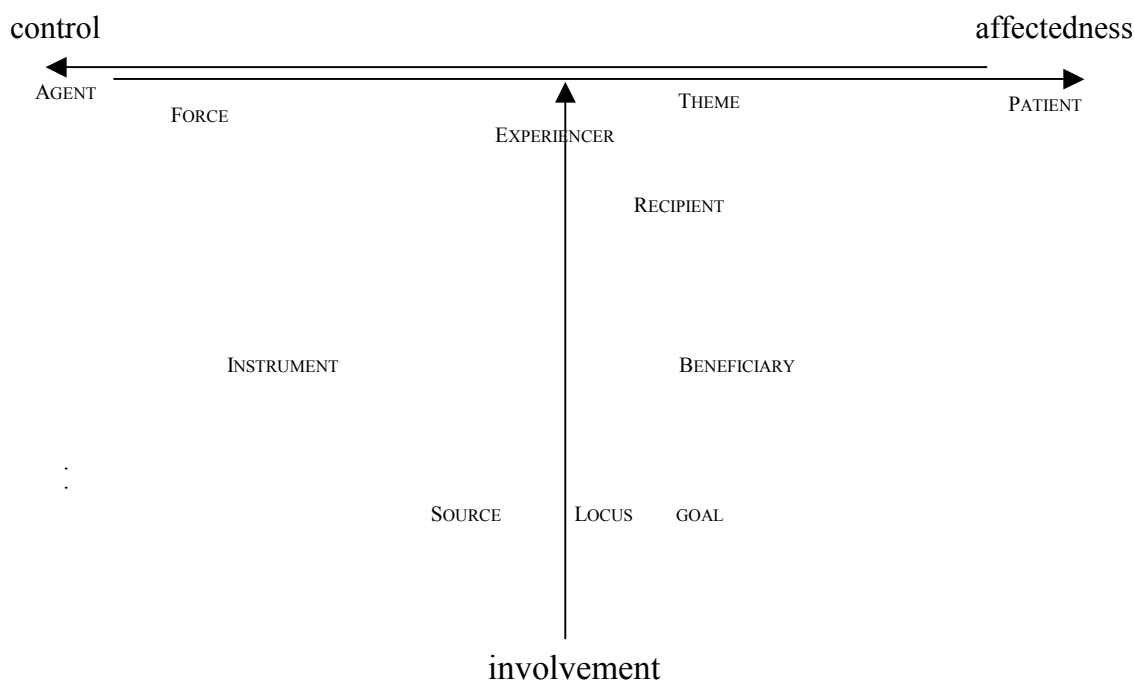 control affectedness
AGENT THEME PATIENT
FORCE
EXPERIENCER
RECIPIENT
INSTRUMENT BENEFICIARY
.
.
SOURCE LOCUS GOAL
involvement